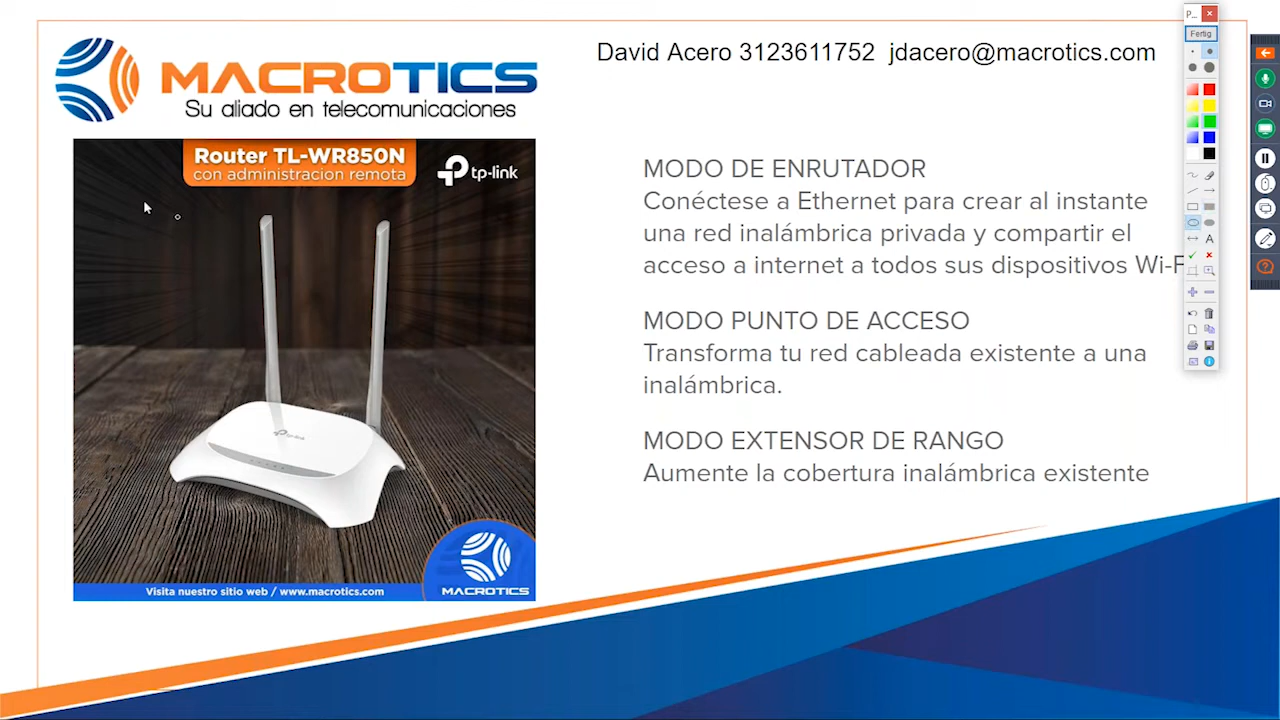 MACROTICS
Su aliado en telecomunicaciones
David Acero 3123611752 jdacero@macrotics.com
Router TL-WR850N
con administracion remota
tp-link
tp-link
Visita nuestro sitio web / www.macrotics.com
MACROTICS
MODO DE ENRUTADOR
Conéctese a Ethernet para crear al instante
una red inalámbrica privada y compartir el
acceso a internet a todos sus dispositivos Wi-F
MODO PUNTO DE ACCESO
Transforma tu red cableada existente a una
inalámbrica.
MODO EXTENSOR DE RANGO
Aumente la cobertura inalámbrica existente
P...
Fertig
A